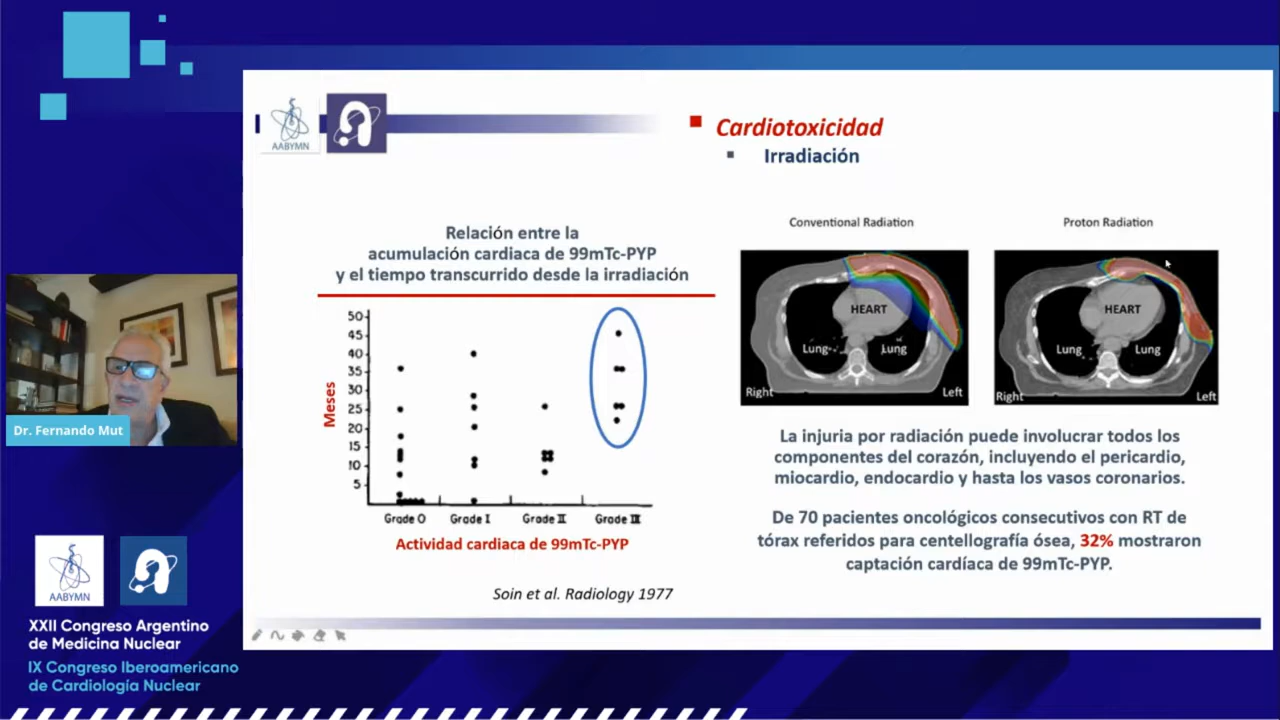 AABYMN
Cardiotoxicidad
Irradiación
Relación entre la
acumulación cardiaca de 99mTc-PYP
y el tiempo transcurrido desde la irradiación
Meses
50
45
40
35
30
25
20
15
10
5
Grade O Grade I Grade II Grade III
Actividad cardiaca de 99mTc-PYP
Soin et al. Radiology 1977
Conventional Radiation
HEART
Lung
Lung
Right
Left
Proton Radiation
HEART
Lung
Lung
Right
Left
La injuria por radiación puede involucrar todos los
componentes del corazón, incluyendo el pericardio,
miocardio, endocardio y hasta los vasos coronarios.
De 70 pacientes oncológicos consecutivos con RT de
tórax referidos para centellografía ósea, 32% mostraron
captación cardíaca de 99mTc-PYP.
Dr. Fernando Mut
AABYMN
XXII Congreso Argentino
de Medicina Nuclear
IX Congreso Iberoamericano
de Cardiología Nuclear